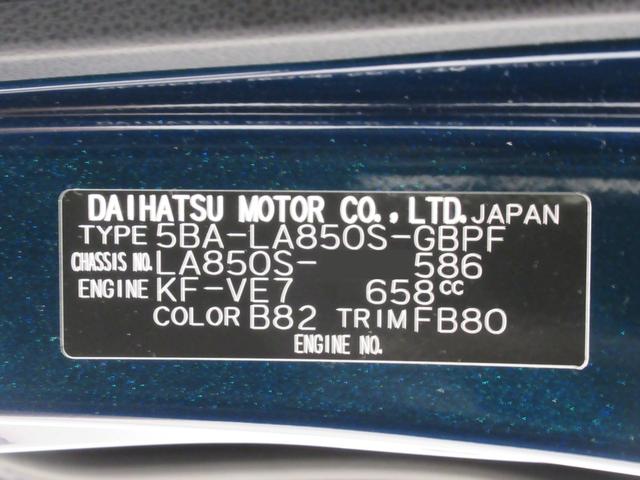 DAIHATSU MOTOR CO., LTD. JAPAN
TYPE 5BA-LA850S-GBPF
CHASSIS NO. LA850S- 586
ENGINE KF-VE7 658cc
COLOR B82 TRIM FB80
ENGINE NO.